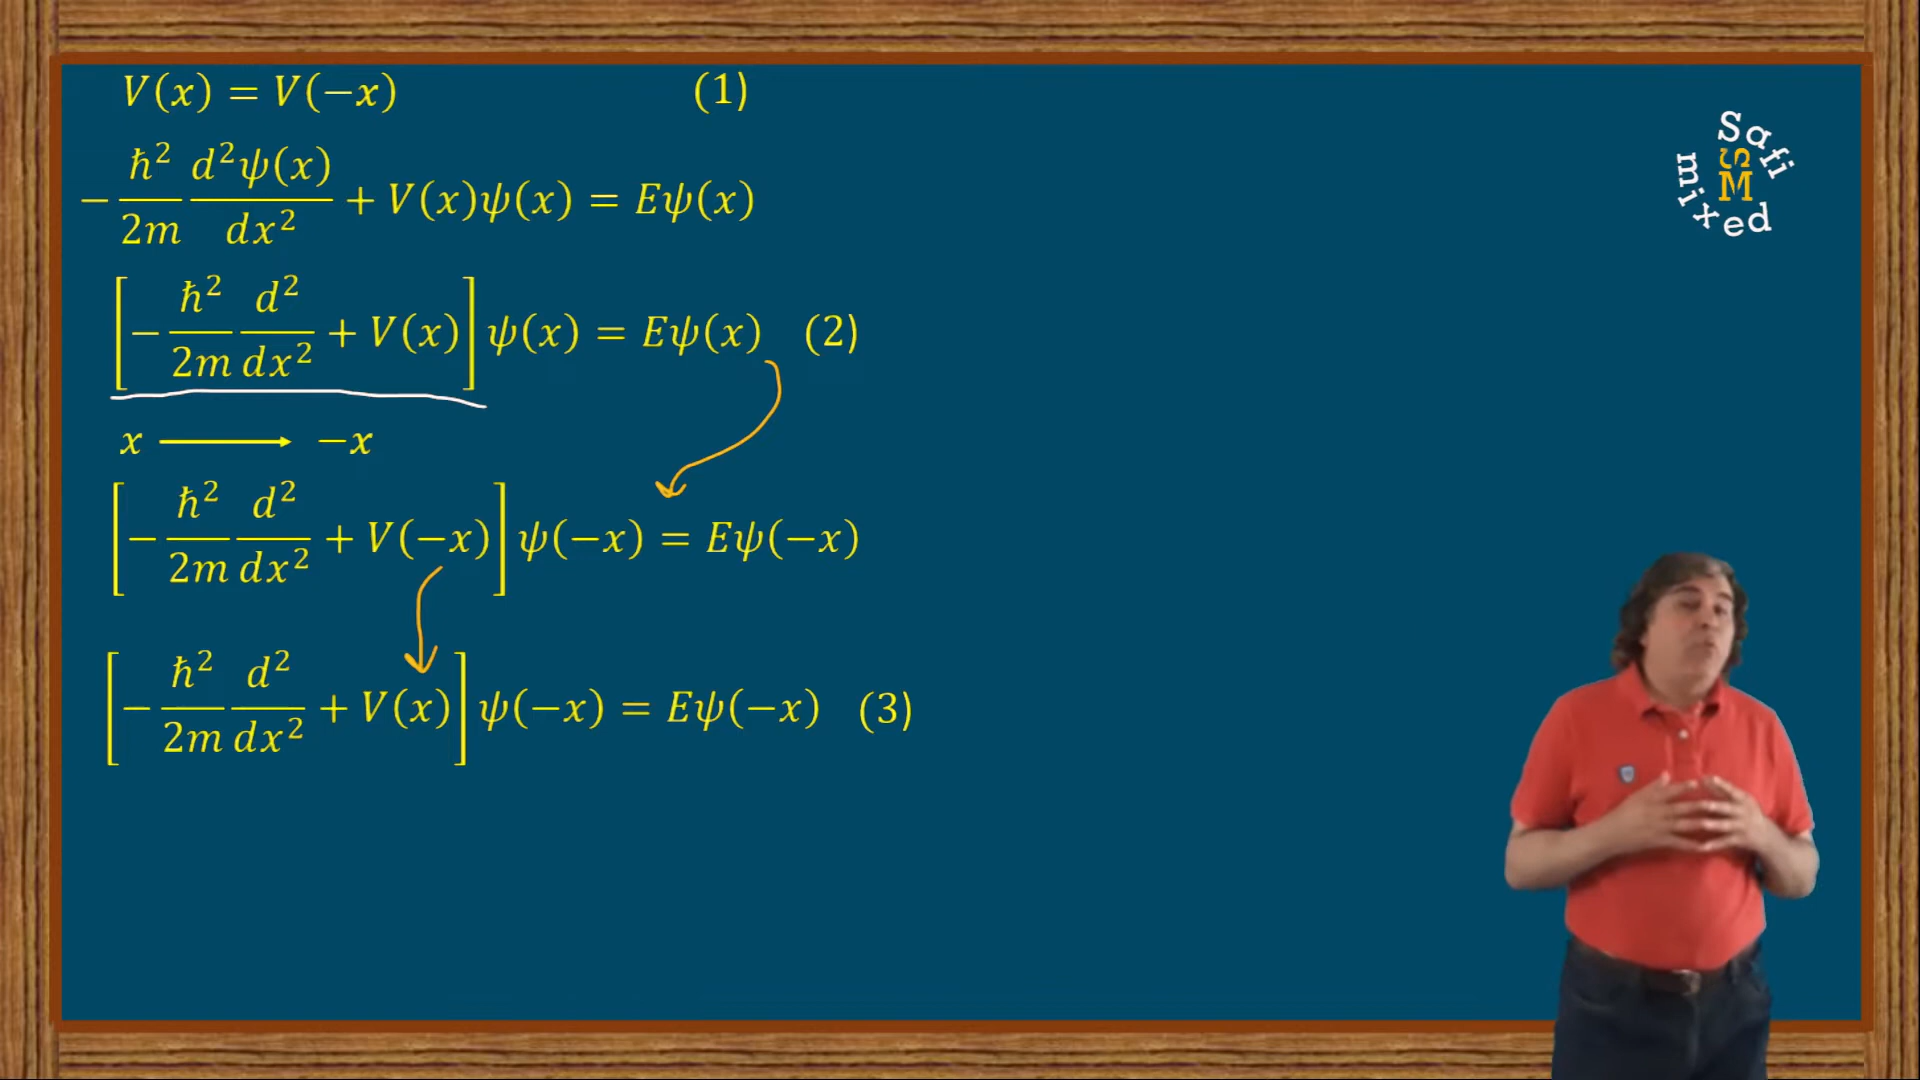 V(x) = V(−x) (1)
−ħ²/2m d²ψ(x)/dx² + V(x)ψ(x) = Eψ(x)
[−ħ²/2m d²/dx² + V(x)] ψ(x) = Eψ(x) (2)
x ⟶ −x
[−ħ²/2m d²/dx² + V(−x)] ψ(−x) = Eψ(−x)
[−ħ²/2m d²/dx² + V(x)] ψ(−x) = Eψ(−x) (3)
Safi
SM
mixed